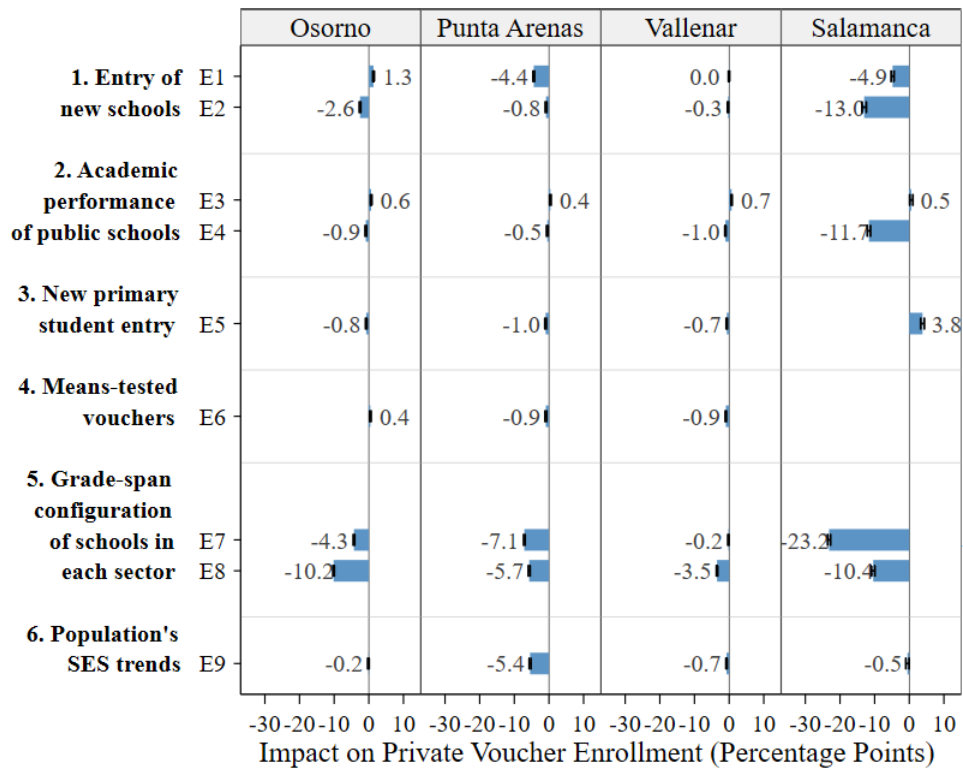 Osorno Punta Arenas Vallenar Salamanca
1. Entry of E1 1.3 -4.4 0.0 -4.9
new schools E2 -2.6 -0.8 -0.3 -13.0
2. Academic
performance E3 0.6 0.4 0.7 0.5
of public schools E4 -0.9 -0.5 -1.0 -11.7
3. New primary
student entry E5 -0.8 -1.0 -0.7 3.8
4. Means-tested
vouchers E6 0.4 -0.9 -0.9
5. Grade-span
configuration
of schools in E7 -4.3 -7.1 -0.2 -23.2
each sector E8 -10.2 -5.7 -3.5 -10.4
6. Population's
SES trends E9 -0.2 -5.4 -0.7 -0.5
-30 -20 -10 0 10 -30 -20 -10 0 10 -30 -20 -10 0 10 -30 -20 -10 0 10
Impact on Private Voucher Enrollment (Percentage Points)